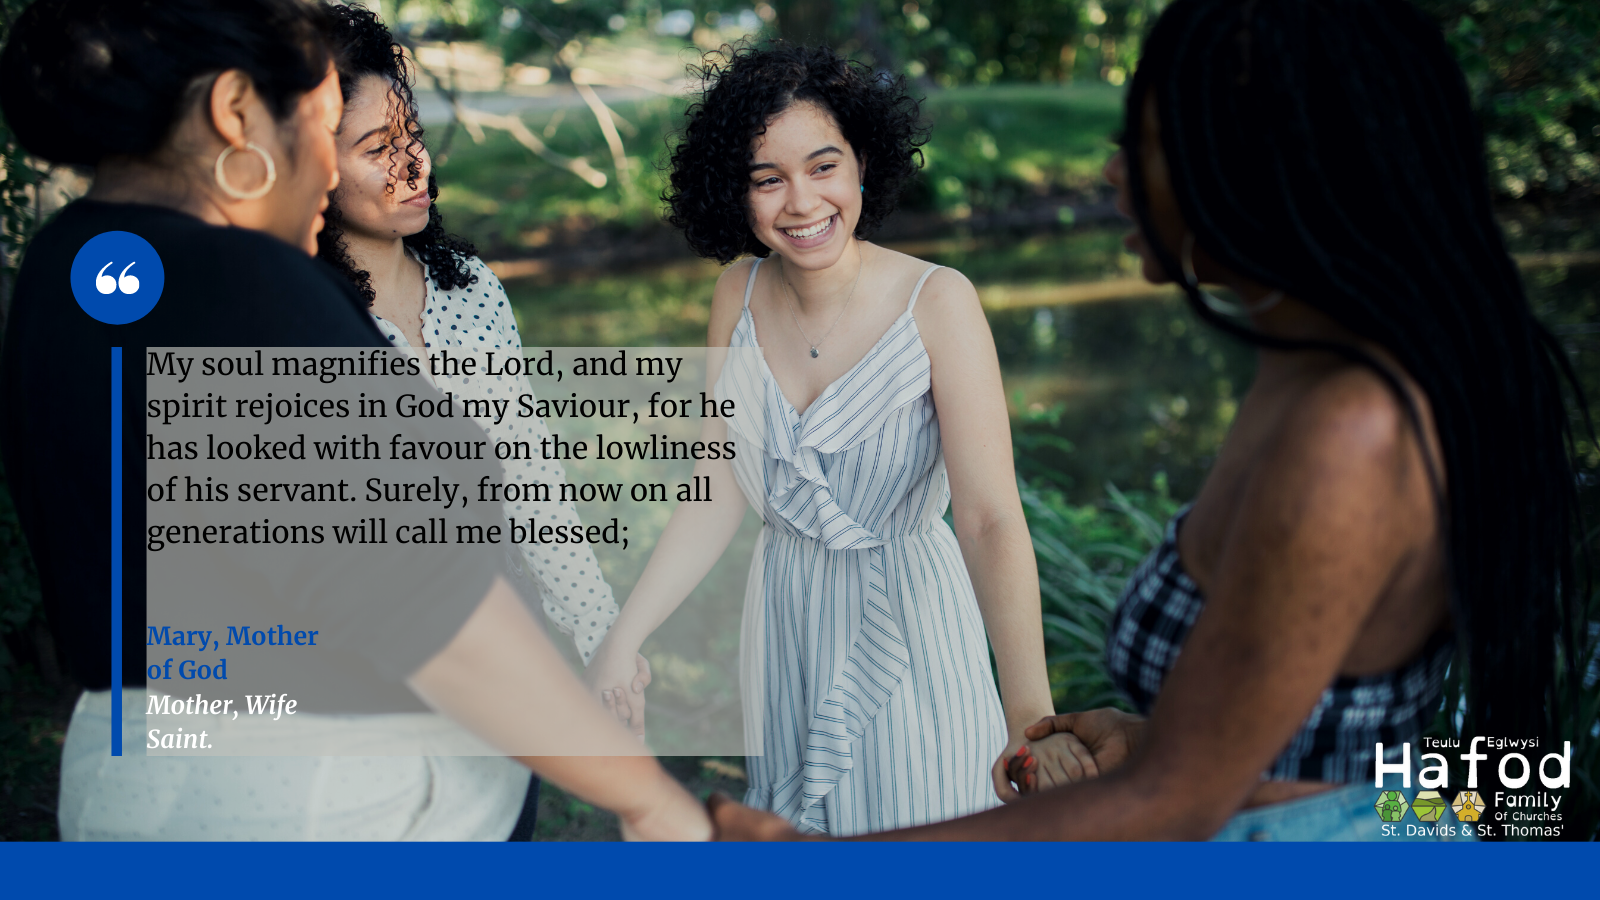 “
My soul magnifies the Lord, and my
spirit rejoices in God my Saviour, for he
has looked with favour on the lowliness
of his servant. Surely, from now on all
generations will call me blessed;
Mary, Mother
of God
Mother, Wife
Saint.
Teulu Eglwysi
Hafod
Family
Of Churches
St. Davids & St. Thomas'